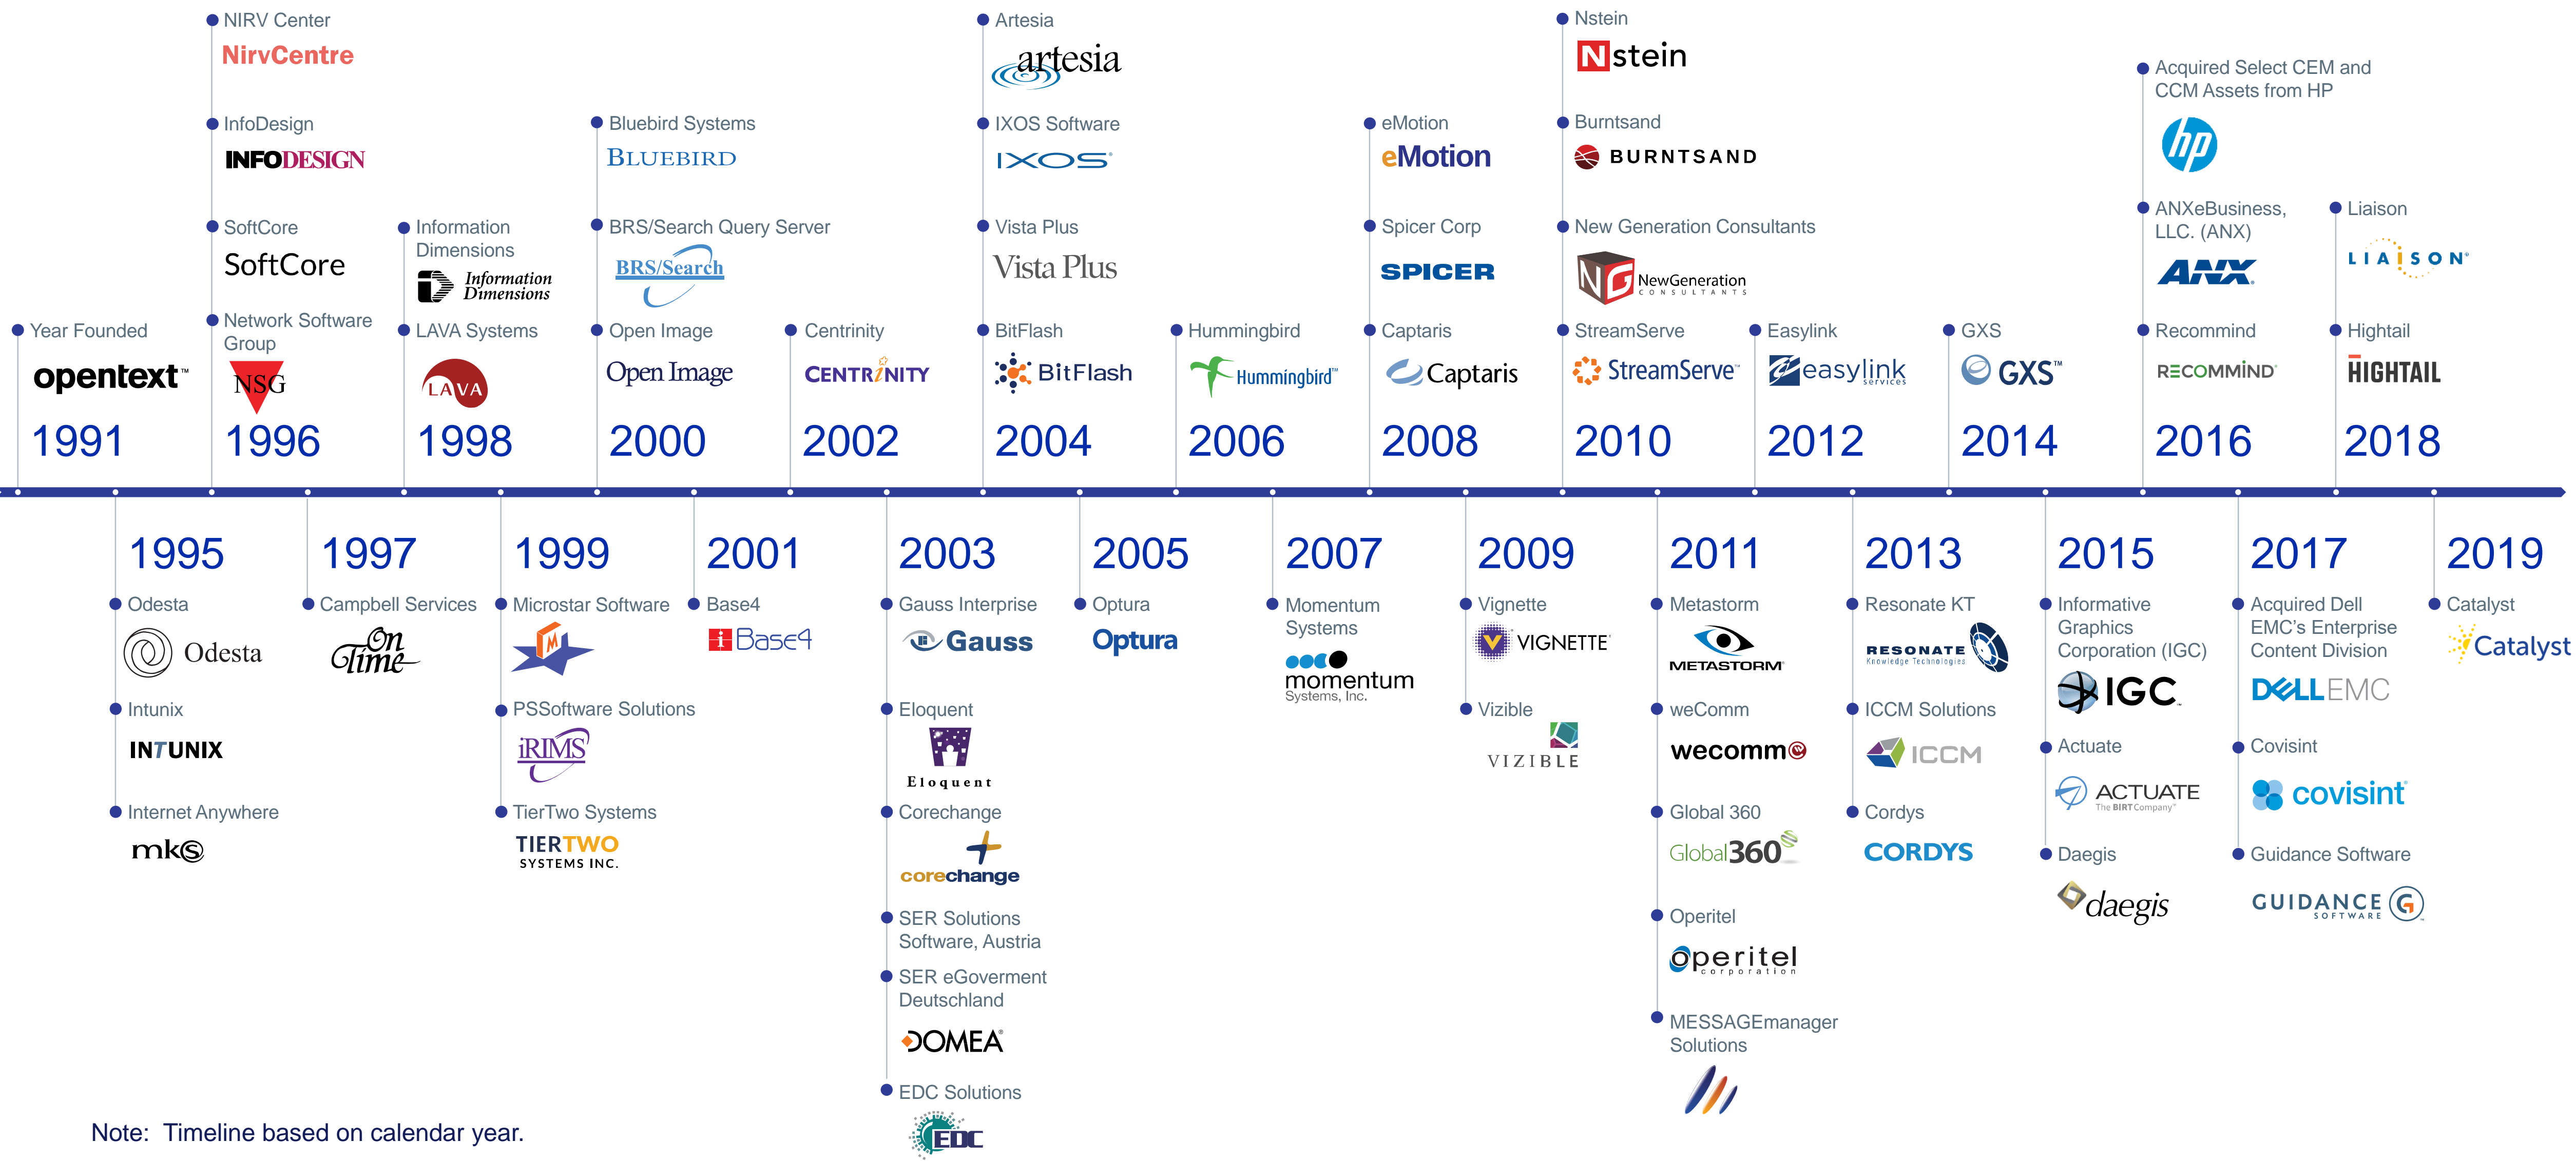 NIRV Center
NirvCentre
InfoDesign
INFODESIGN
SoftCore
SoftCore
Network Software
Group
NSG
Information
Dimensions
Information
Dimensions
LAVA Systems
LAVA
Bluebird Systems
BLUEBIRD
BRS/Search Query Server
BRS/Search
Open Image
Open Image
Centrinity
CENTRiNITY
Artesia
artesia
IXOS Software
IXOS®
Vista Plus
Vista Plus
BitFlash
BitFlash
Hummingbird
Hummingbird™
eMotion
eMotion
Spicer Corp
SPICER
Captaris
Captaris
Nstein
Nstein
Burntsand
BURNTSAND
New Generation Consultants
NG NewGeneration
CONSULTANTS
StreamServe
StreamServe™
Easylink
easylink
services
GXS
GXS™
Acquired Select CEM and
CCM Assets from HP
hp
ANXeBusiness,
LLC. (ANX)
ANX
Recommind
RECOMMIND
Liaison
LIAISON®
Hightail
HIGHTAIL
Year Founded
opentext™
1991
1996
1998
2000
2002
2004
2006
2008
2010
2012
2014
2016
2018
1995
1997
1999
2001
2003
2005
2007
2009
2011
2013
2015
2017
2019
Odesta
Odesta
Intunix
INTUNIX
Internet Anywhere
mks
Campbell Services
On
Time
Microstar Software
M
PSSoftware Solutions
iRIMS
TierTwo Systems
TIERTWO
SYSTEMS INC.
Base4
i Base4
Gauss Interprise
Gauss
Eloquent
Eloquent
Corechange
corechange
SER Solutions
Software, Austria
SER eGoverment
Deutschland
DOMEA®
EDC Solutions
EDC
Optura
Optura
Momentum
Systems
momentum
Systems, Inc.
Vignette
V VIGNETTE
Vizible
VIZIBLE
Metastorm
METASTORM
weComm
wecomm
Global 360
Global360
Operitel
operitel
corporation
MESSAGEmanager
Solutions
Resonate KT
RESONATE
Knowledge Technologies
ICCM Solutions
ICCM
Cordys
CORDYS
Informative
Graphics
Corporation (IGC)
IGC
Actuate
ACTUATE
The BIRT Company™
Daegis
daegis
Acquired Dell
EMC's Enterprise
Content Division
DELLEMC
Covisint
covisint
Guidance Software
GUIDANCE
SOFTWARE
G
Catalyst
Catalyst
Note: Timeline based on calendar year.